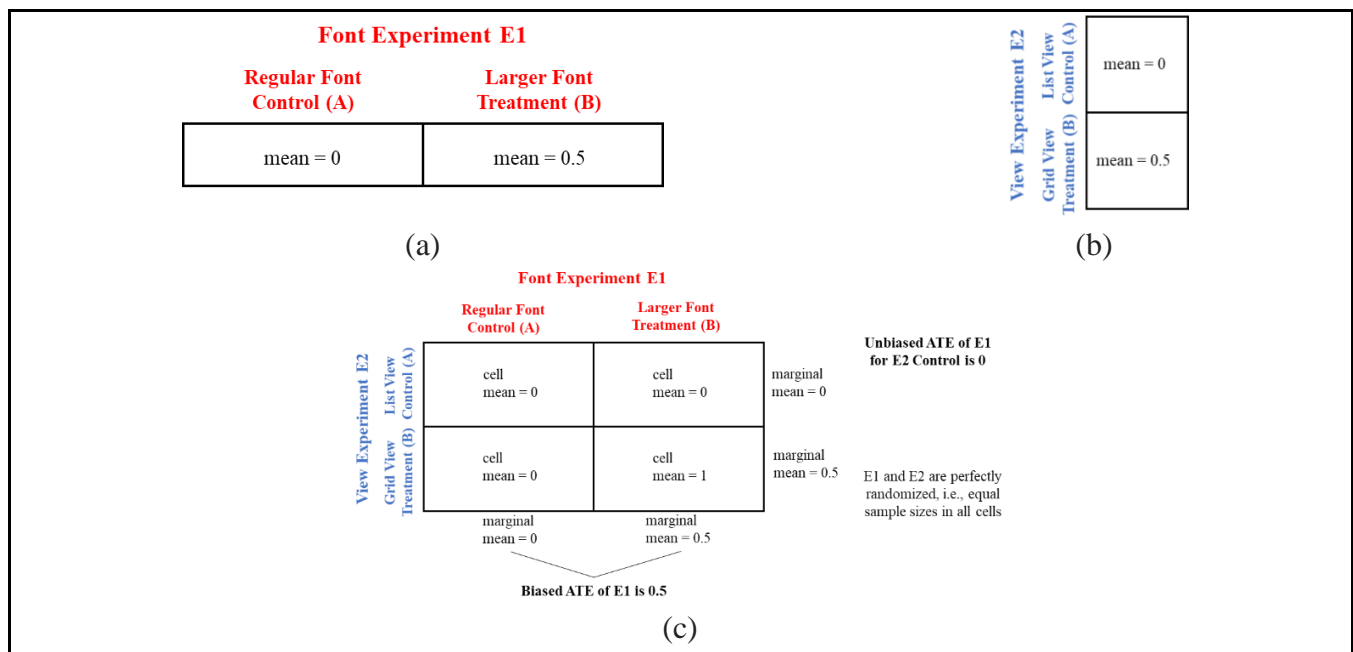 Font Experiment E1
Regular Font
Control (A)
Larger Font
Treatment (B)
mean = 0
mean = 0.5
(a)
View Experiment E2
List View
Control (A)
Grid View
Treatment (B)
mean = 0
mean = 0.5
(b)
Font Experiment E1
Regular Font
Control (A)
Larger Font
Treatment (B)
View Experiment E2
List View
Control (A)
Grid View
Treatment (B)
cell
mean = 0
cell
mean = 0
marginal
mean = 0
Unbiased ATE of E1
for E2 Control is 0
cell
mean = 0
cell
mean = 1
marginal
mean = 0.5
E1 and E2 are perfectly
randomized, i.e., equal
sample sizes in all cells
marginal
mean = 0
marginal
mean = 0.5
Biased ATE of E1 is 0.5
(c)